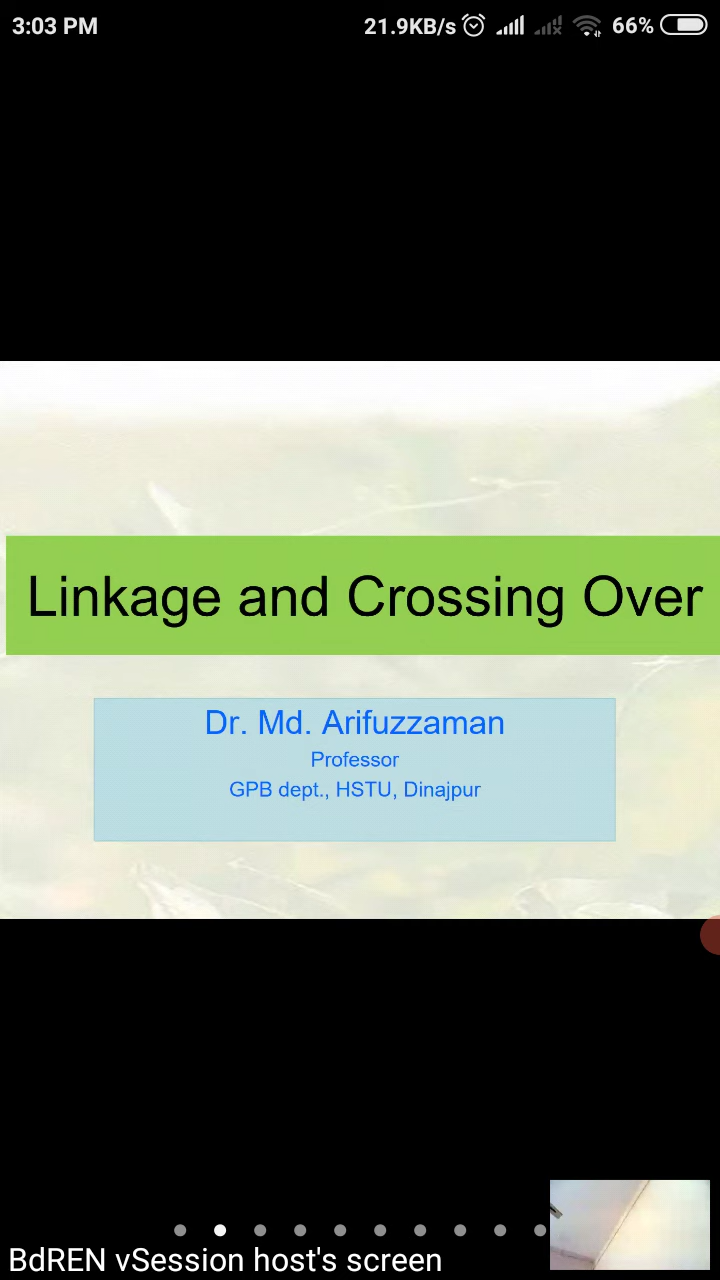 3:03 PM
21.9KB/s 66%
Linkage and Crossing Over
Dr. Md. Arifuzzaman
Professor
GPB dept., HSTU, Dinajpur
BdREN vSession host's screen